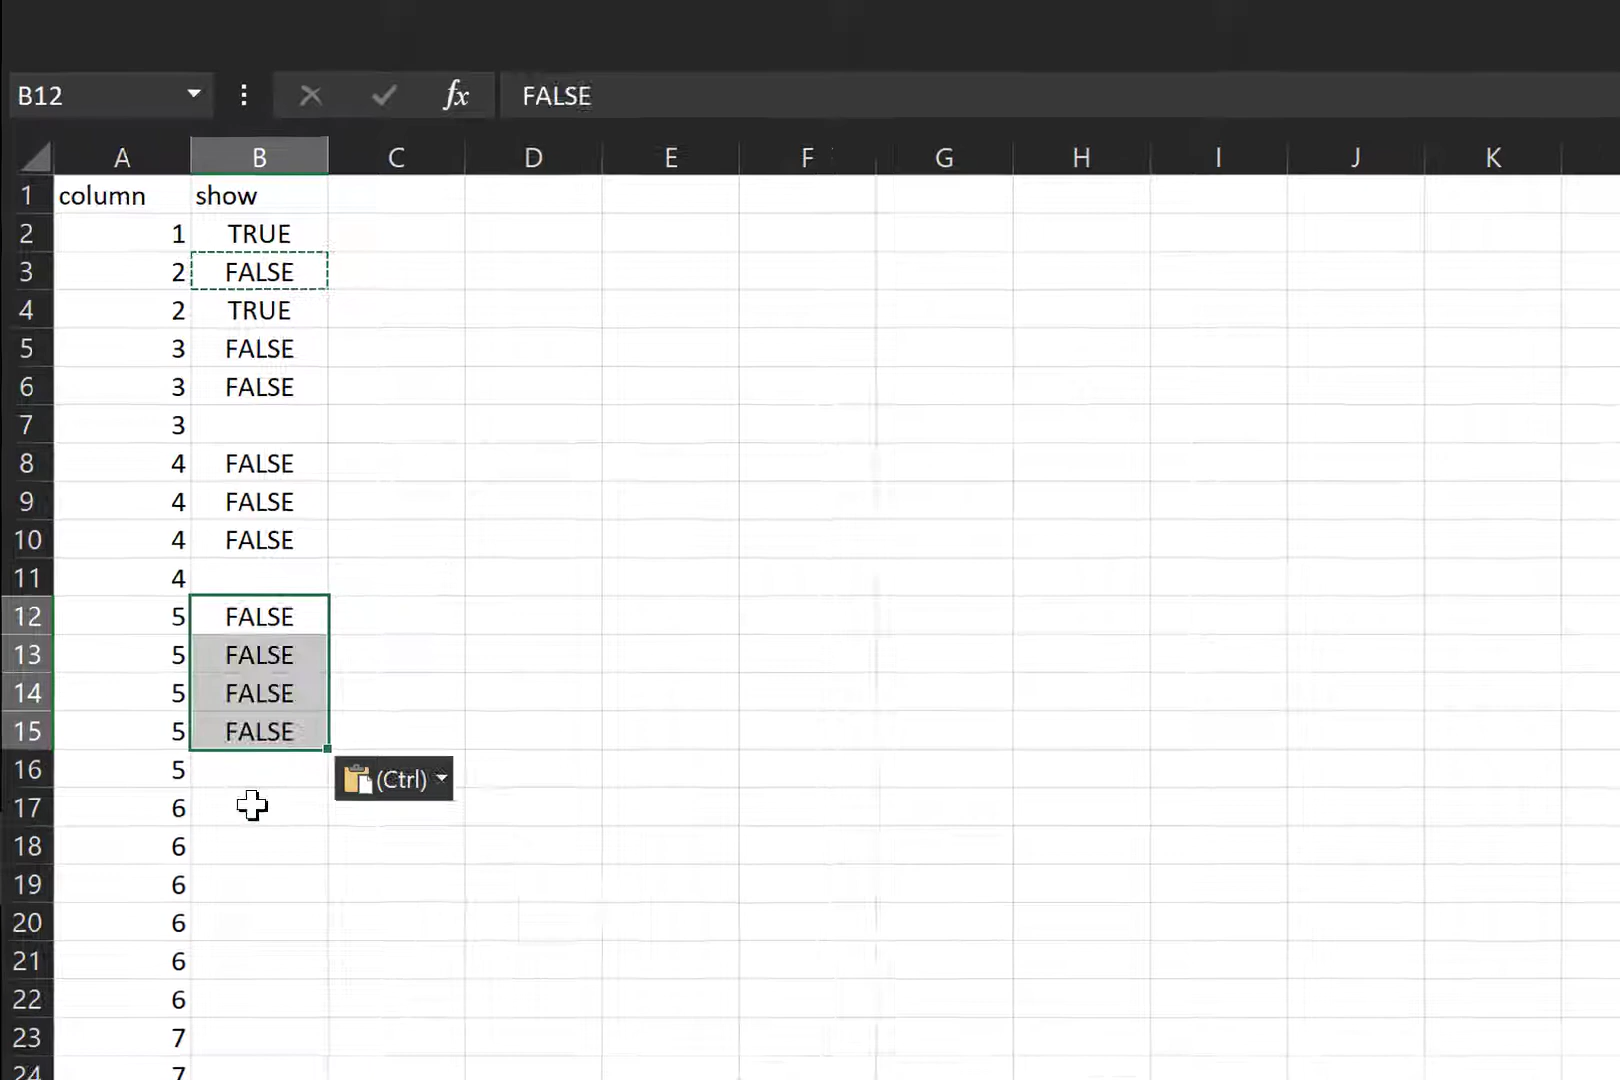 B12 fx FALSE
A B C D E F G H I J K
1 column show
2 1 TRUE
3 2 FALSE
4 2 TRUE
5 3 FALSE
6 3 FALSE
7 3
8 4 FALSE
9 4 FALSE
10 4 FALSE
11 4
12 5 FALSE
13 5 FALSE
14 5 FALSE
15 5 FALSE
16 5 (Ctrl)
17 6
18 6
19 6
20 6
21 6
22 6
23 7
24 7